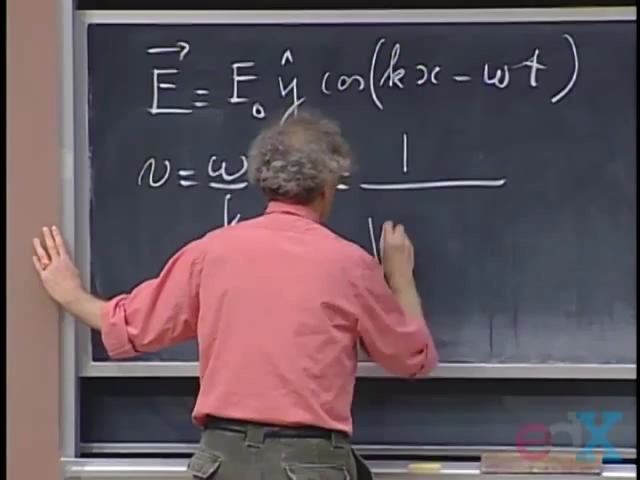 E⃗ = E₀ ŷ cos(kx − ωt)
v = ω/k = 1
edX